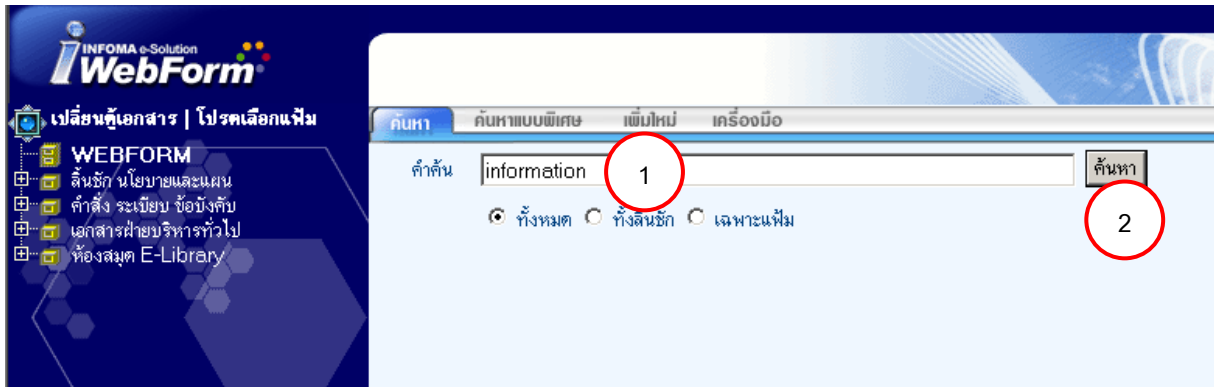 INFOMA e-Solution
iWebForm
เปลี่ยนตู้เอกสาร | โปรดเลือกแฟ้ม
WEBFORM
ลิ้นชัก นโยบายและแผน
คำสั่ง ระเบียบ ข้อบังคับ
เอกสารฝ่ายบริหารทั่วไป
ห้องสมุด E-Library
ค้นหา ค้นหาแบบพิเศษ เพิ่มใหม่ เครื่องมือ
คำค้น information 1 ค้นหา
ทั้งหมด ทั้งลิ้นชัก เฉพาะแฟ้ม 2